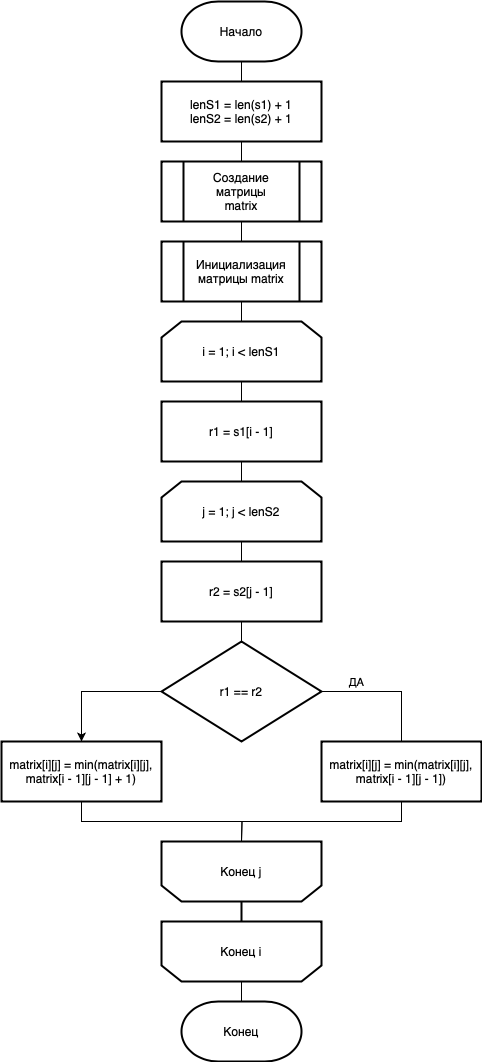 Начало
lenS1 = len(s1) + 1
lenS2 = len(s2) + 1
Создание
матрицы
matrix
Инициализация
матрицы matrix
i = 1; i < lenS1
r1 = s1[i - 1]
j = 1; j < lenS2
r2 = s2[j - 1]
r1 == r2
ДА
matrix[i][j] = min(matrix[i][j],
matrix[i - 1][j - 1] + 1)
matrix[i][j] = min(matrix[i][j],
matrix[i - 1][j - 1])
Конец j
Конец i
Конец